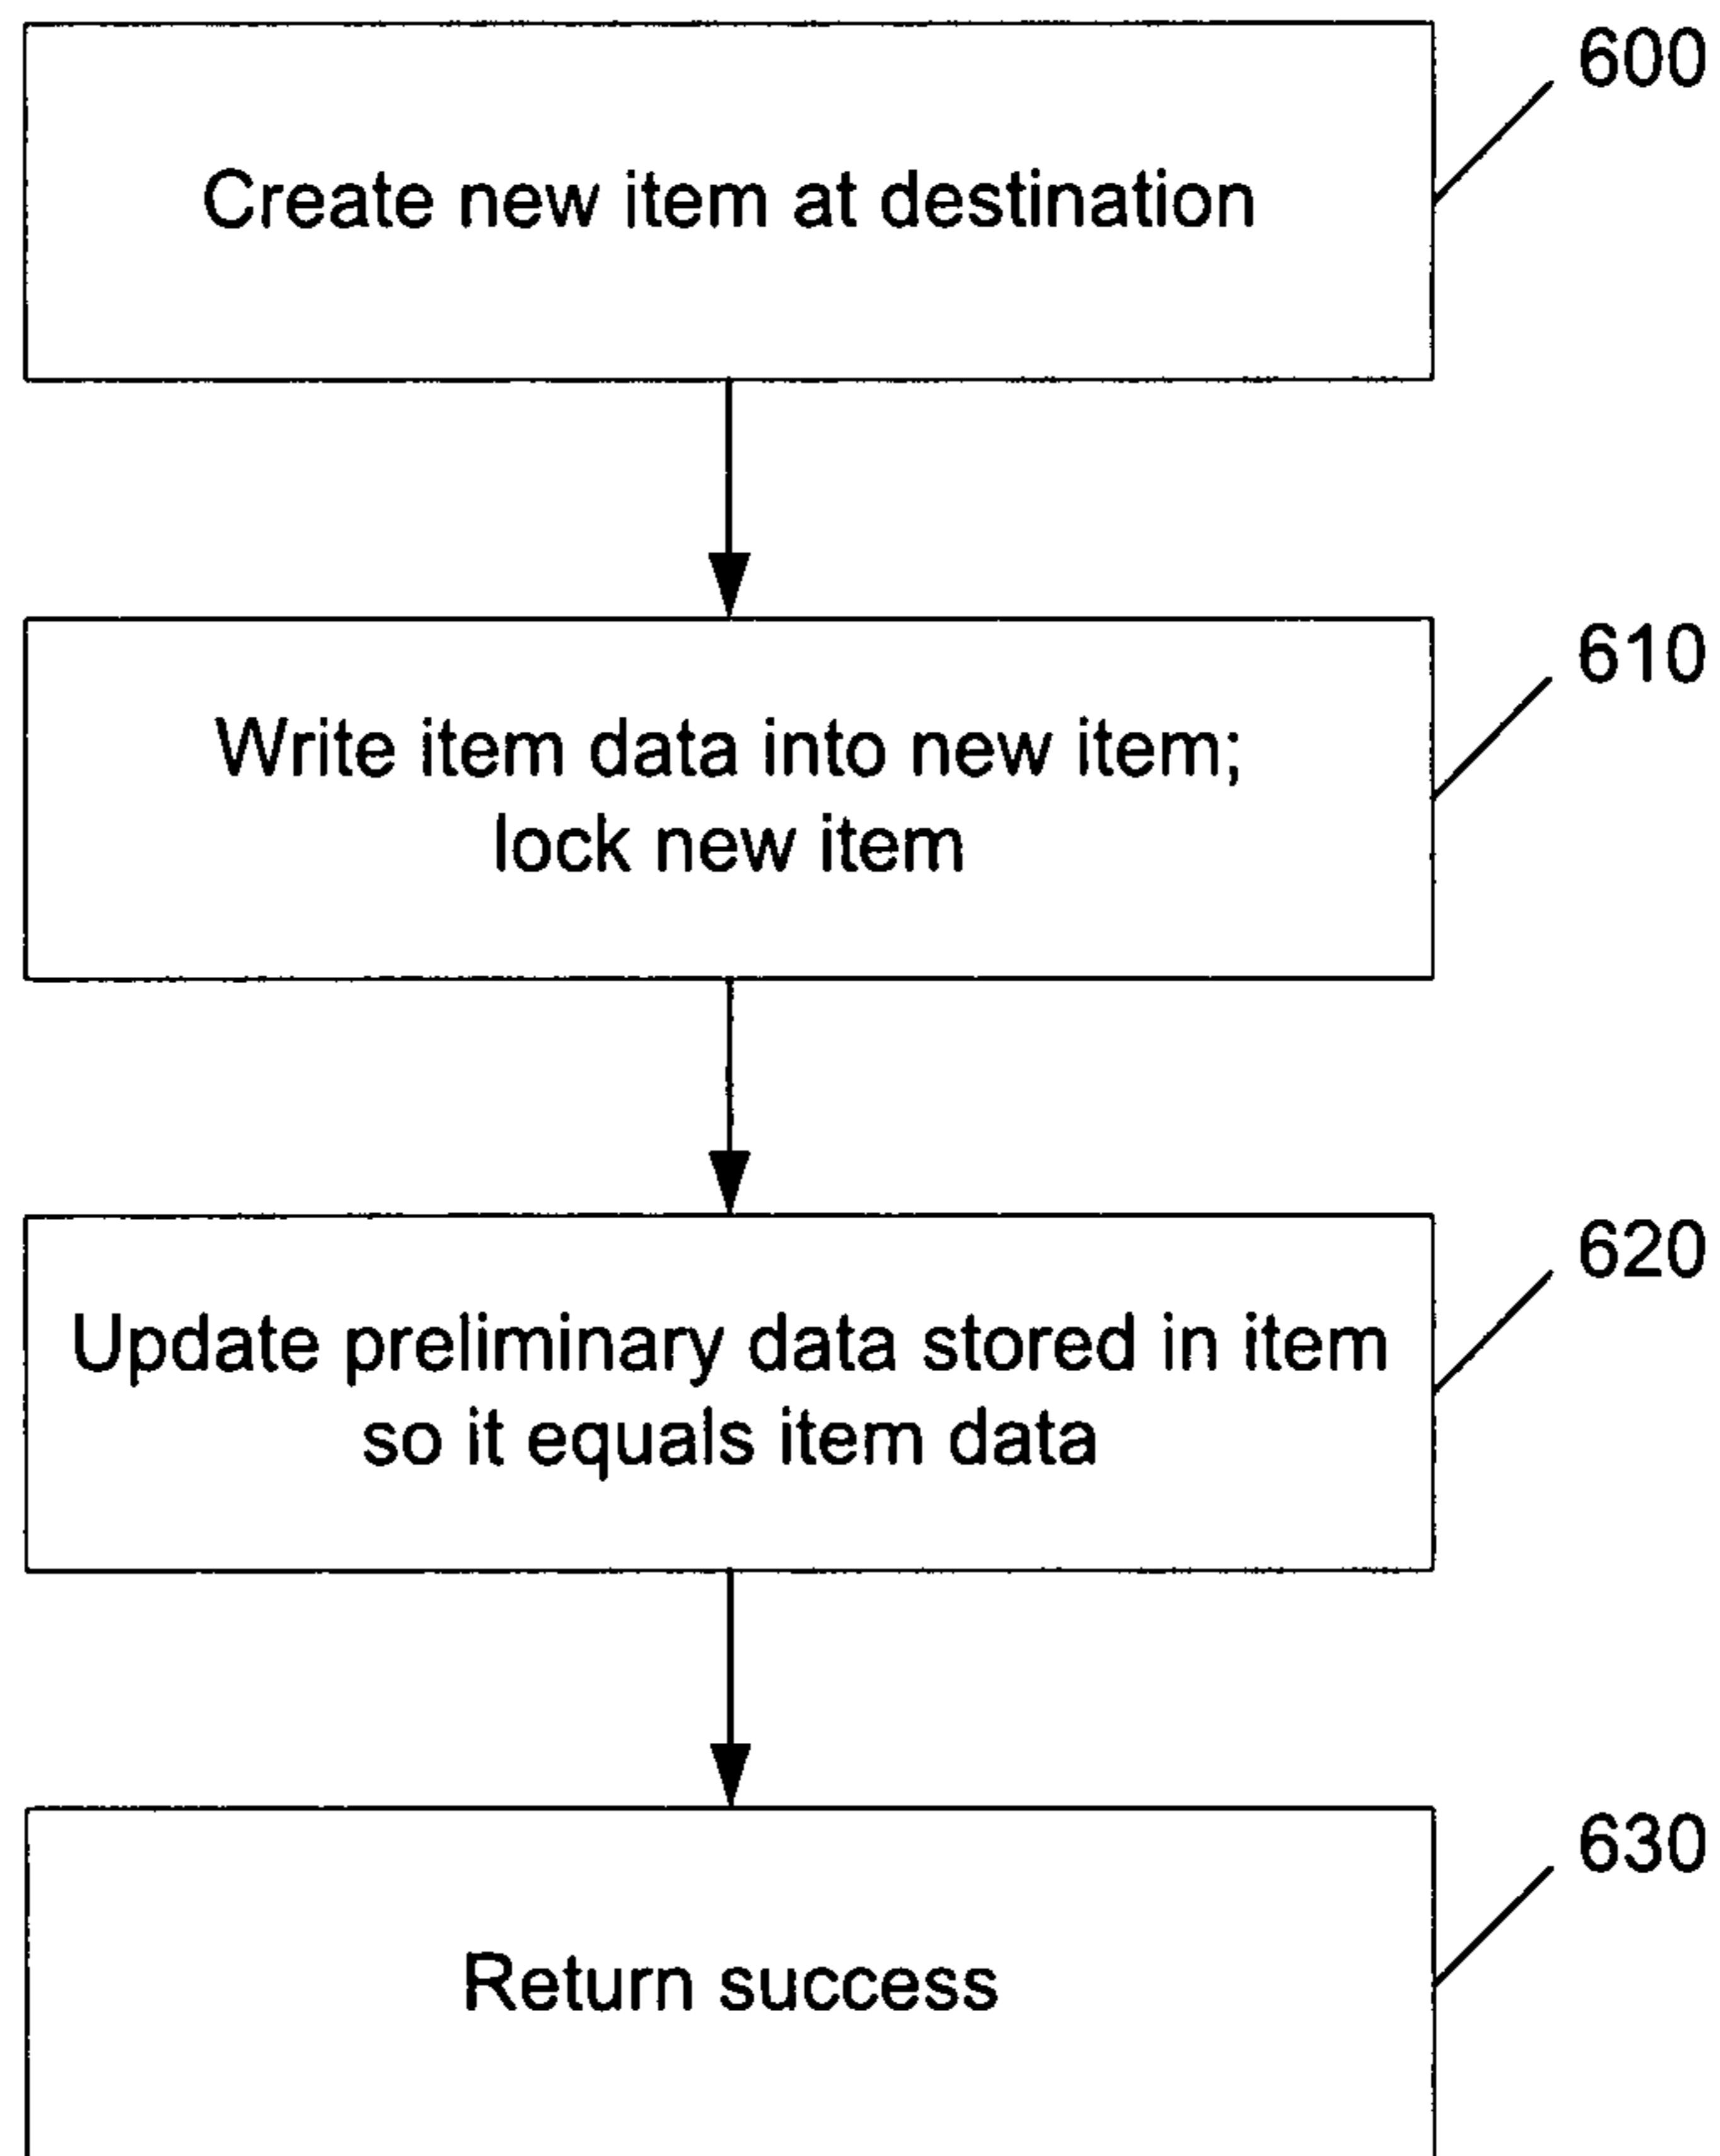 600
Create new item at destination
610
Write item data into new item;
lock new item
620
Update preliminary data stored in item
so it equals item data
630
Return success